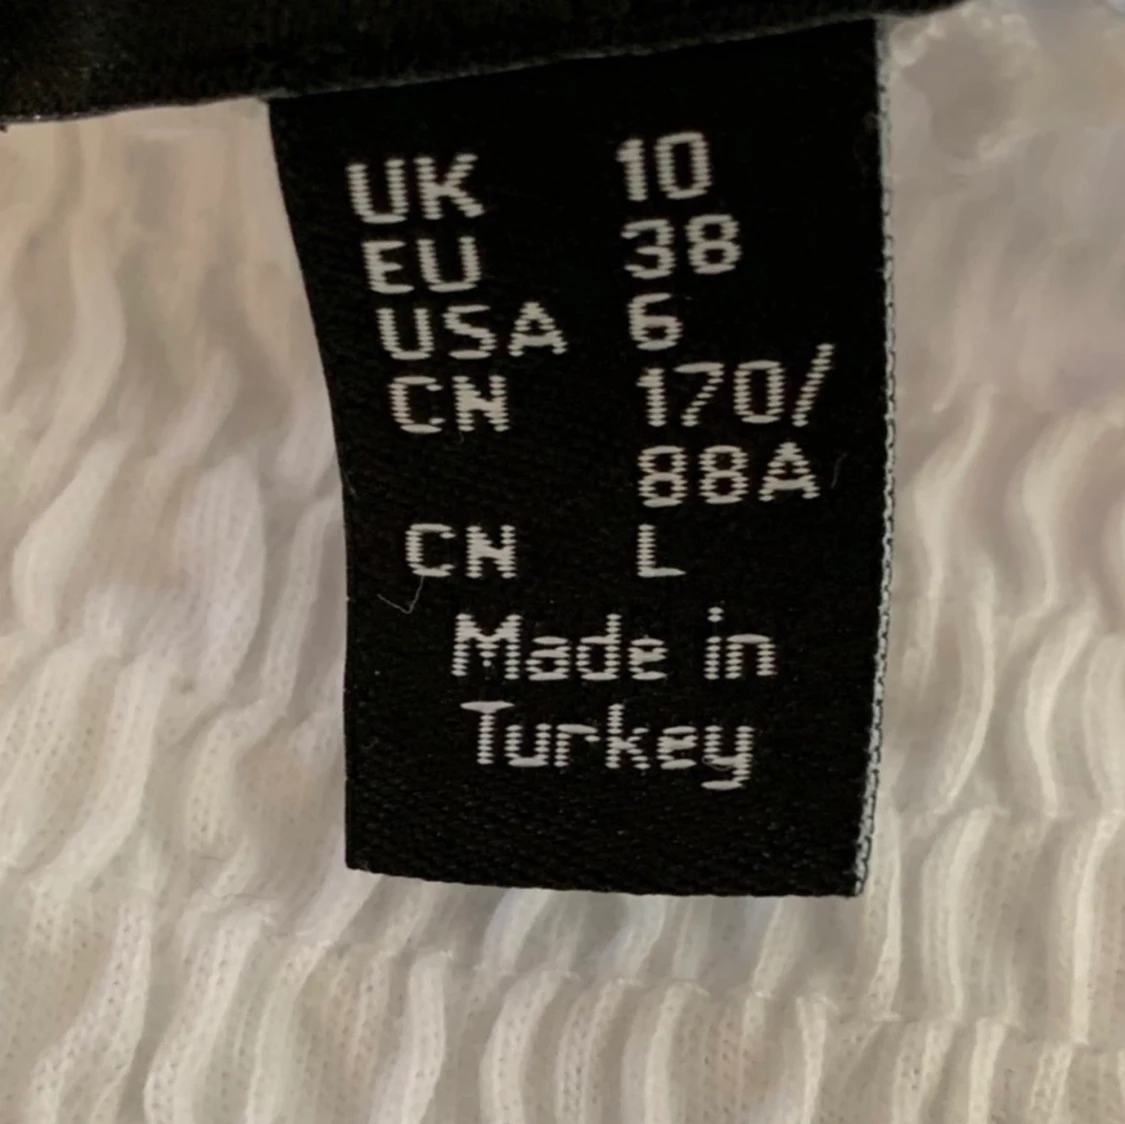 UK 10
EU 38
USA 6
CN 170/
88A
CN L
Made in
Turkey